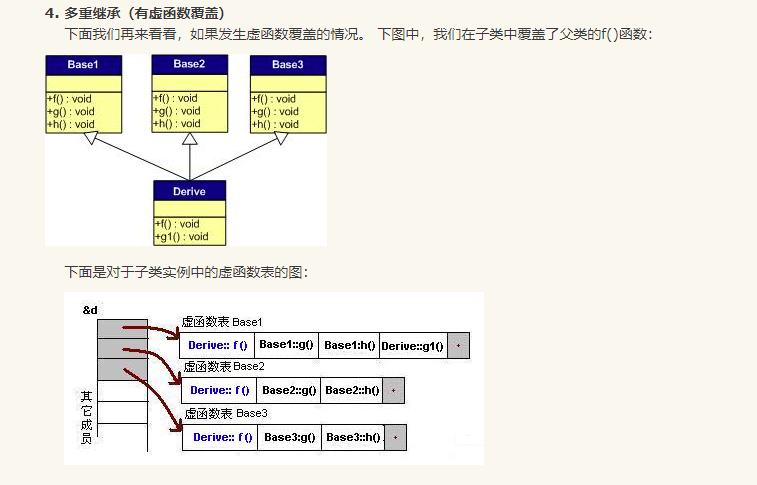 4. 多重继承（有虚函数覆盖）
下面我们再来看看，如果发生虚函数覆盖的情况。 下图中，我们在子类中覆盖了父类的f()函数：
Base1
+f() : void
+g() : void
+h() : void
Base2
+f() : void
+g() : void
+h() : void
Base3
+f() : void
+g() : void
+h() : void
Derive
+f() : void
+g1() : void
下面是对于子类实例中的虚函数表的图：
&d
虚函数表 Base1
Derive:: f () Base1::g() Base1:h() Derive::g1()
虚函数表 Base2
Derive:: f () Base2::g() Base2::h()
虚函数表 Base3
Derive:: f () Base3:g() Base3::h()
其它成员